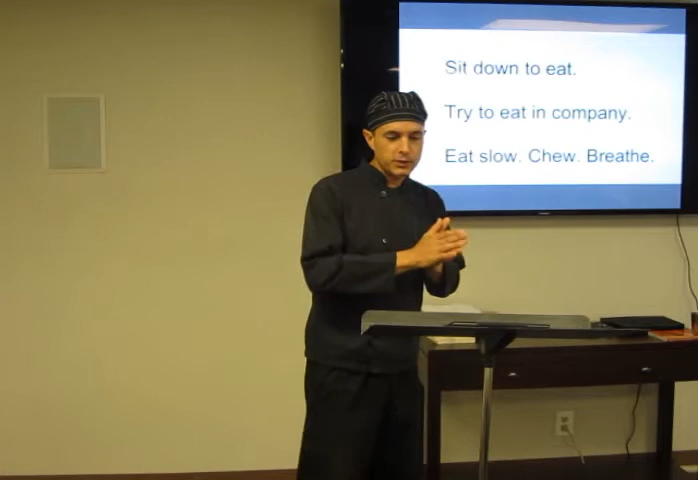 Sit down to eat.
Try to eat in company.
Eat slow. Chew. Breathe.